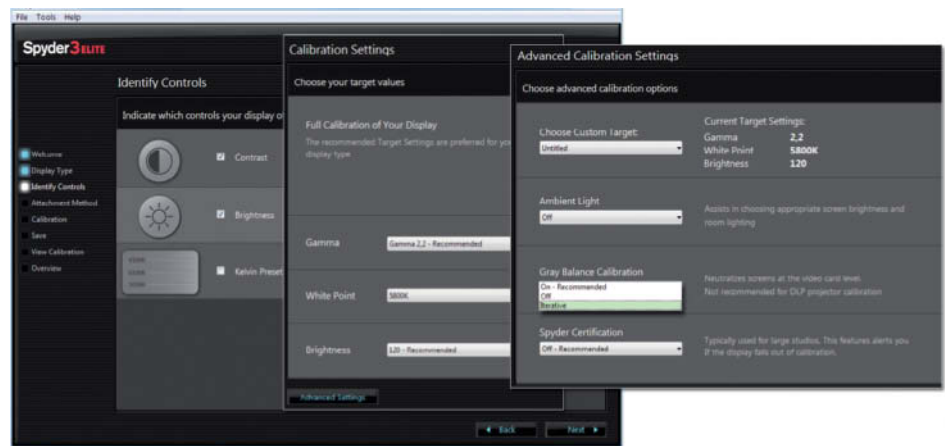 File Tools Help
Spyder3ELITE
Welcome
Display Type
Identify Controls
Attachment Method
Calibration
Save
View Calibration
Overview
Identify Controls
Indicate which controls your display o
Contrast
Brightness
Kelvin Preset
Back
Next
Calibration Settings
Choose your target values
Full Calibration of Your Display
The recommended Target Settings are preferred for yo
display type
Gamma
Gamma 2,2 - Recommended
White Point
5800K
Brightness
120 - Recommended
Advanced Settings
Advanced Calibration Settings
Choose advanced calibration options
Choose Custom Target:
Untitled
Current Target Settings:
Gamma 2,2
White Point 5800K
Brightness 120
Ambient Light
Off
Assists in choosing appropriate screen brightness and
room lighting
Gray Balance Calibration
On - Recommended
Off
Iterative
Neutralizes screens at the video card level.
Not recommended for DLP projector calibration
Spyder Certification
Off - Recommended
Typically used for large studios. This features alerts you
if the display falls out of calibration.